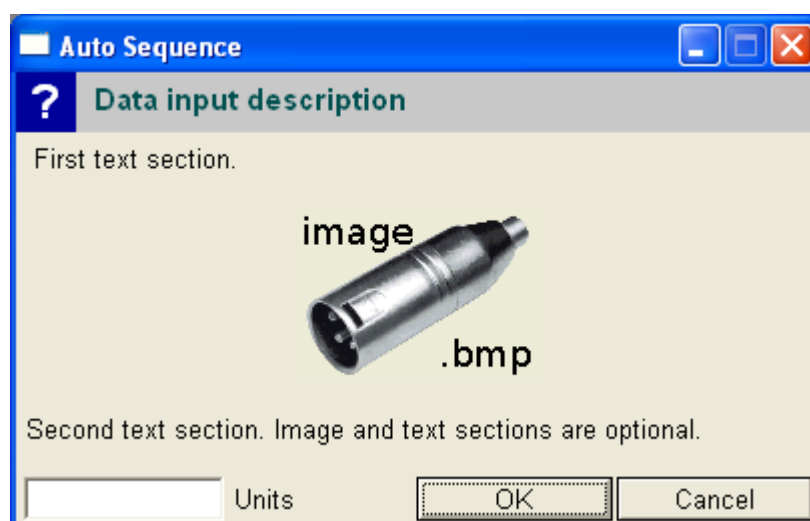 Auto Sequence
? Data input description
First text section.
image
.bmp
Second text section. Image and text sections are optional.
Units OK Cancel